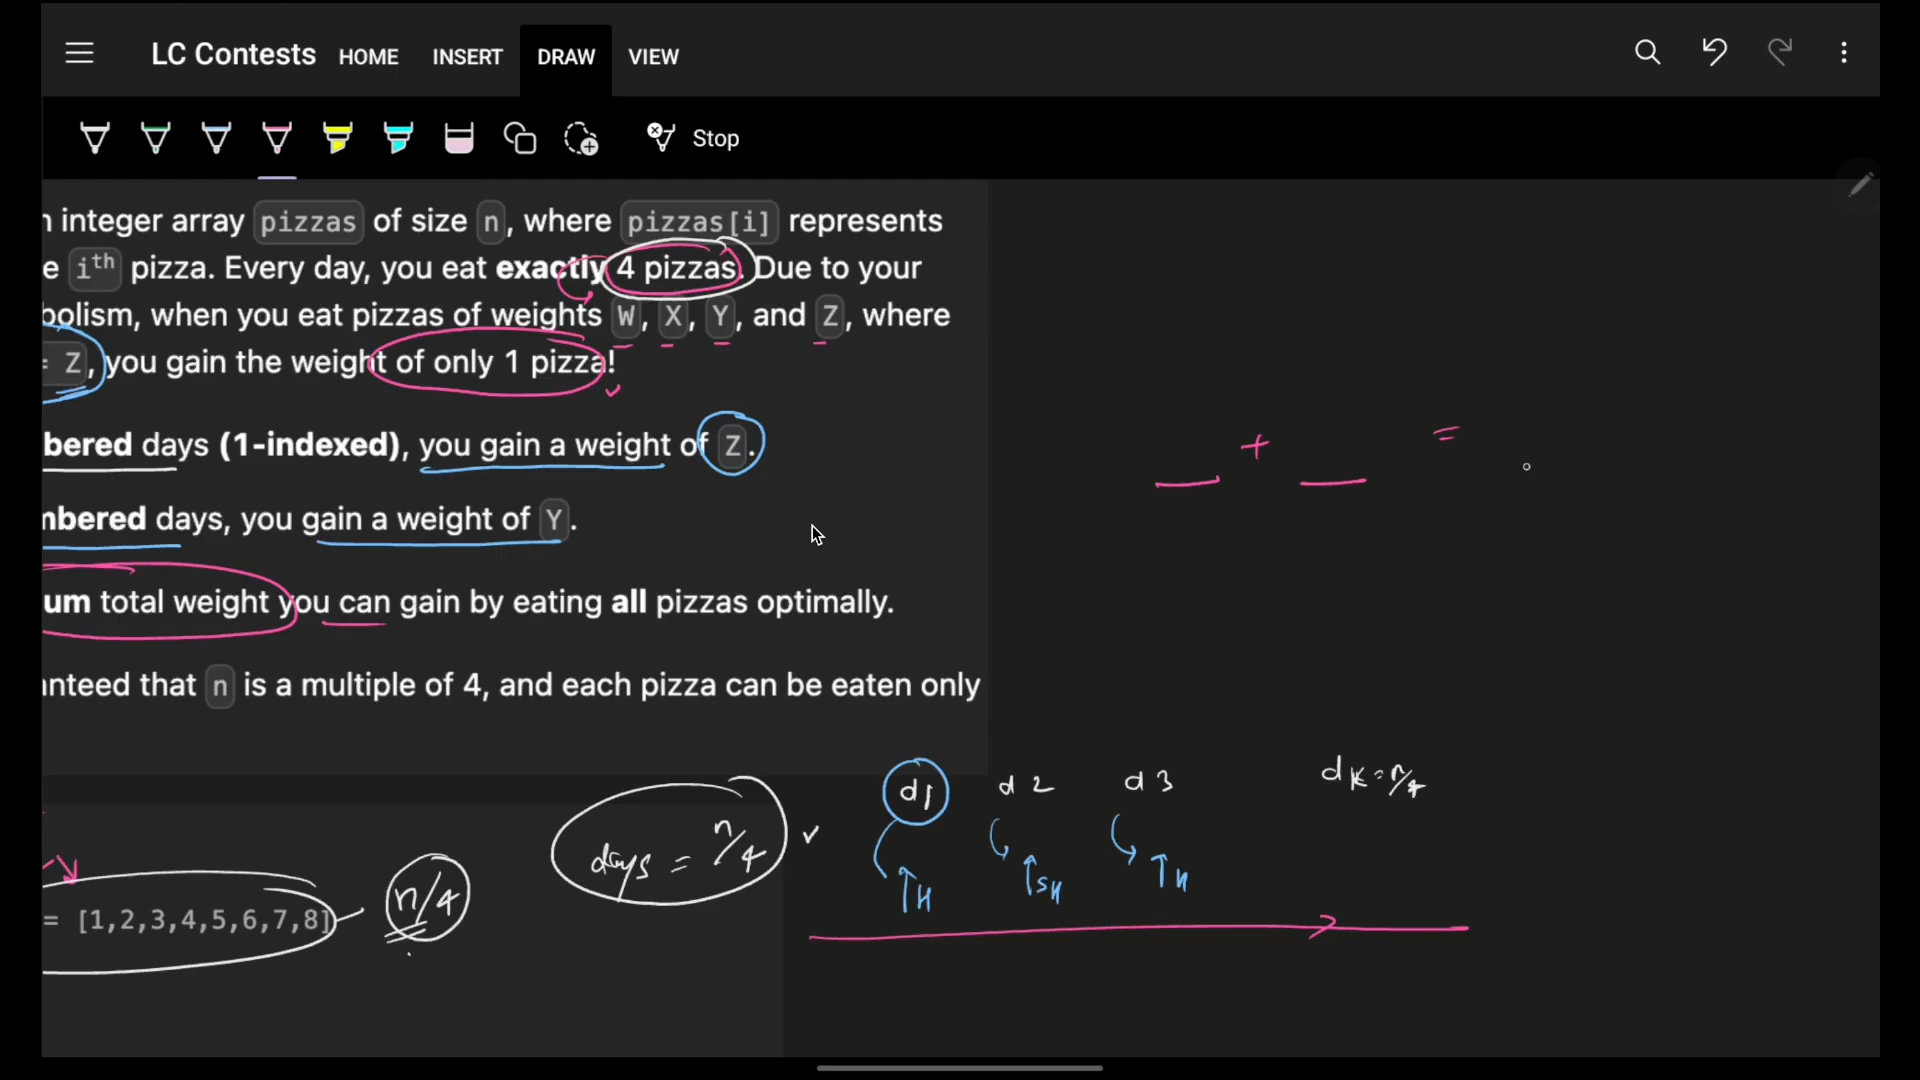 LC Contests HOME INSERT DRAW VIEW
Stop
n integer array pizzas of size n, where pizzas[i] represents
e ith pizza. Every day, you eat exactly 4 pizzas. Due to your
bolism, when you eat pizzas of weights W, X, Y, and Z, where
= Z, you gain the weight of only 1 pizza!
bered days (1-indexed), you gain a weight of Z.
+ =
mbered days, you gain a weight of Y.
um total weight you can gain by eating all pizzas optimally.
anteed that n is a multiple of 4, and each pizza can be eaten only
d1 d2 d3 dk = n/4
days = n/4
↑H ↑SH ↑H
= [1,2,3,4,5,6,7,8] n/4